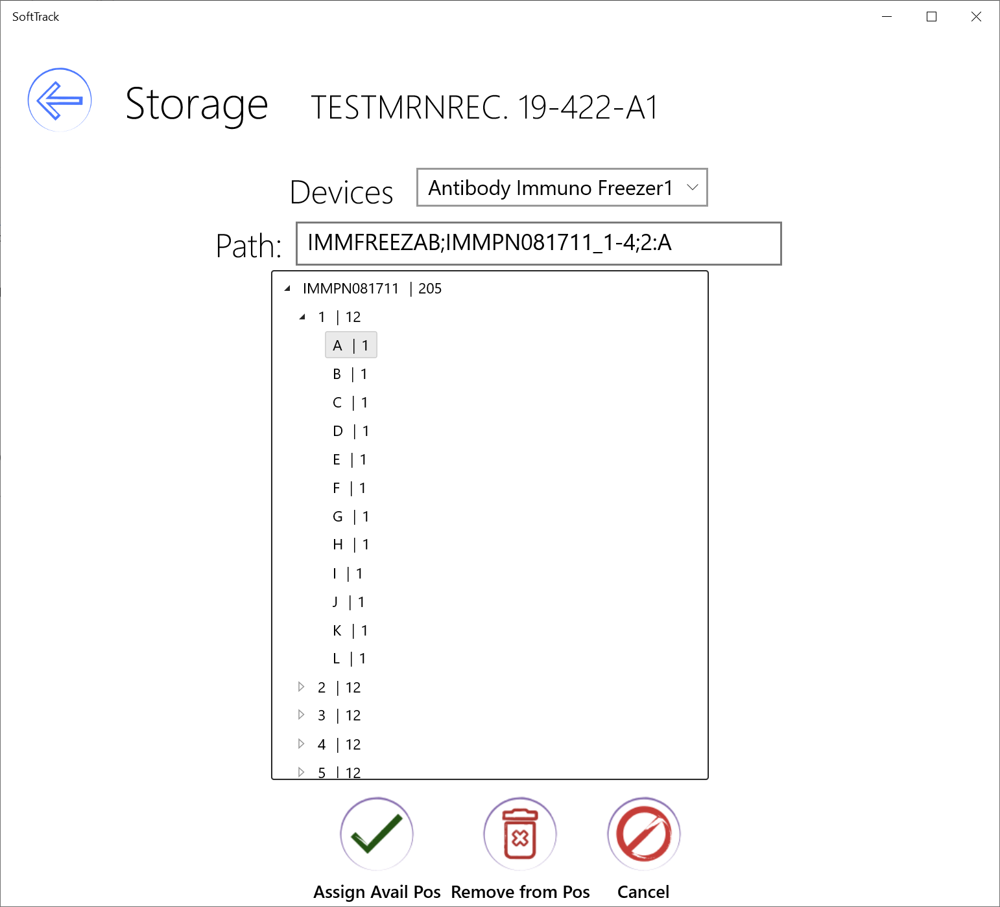 SoftTrack
Storage TESTMRNREC. 19-422-A1
Devices Antibody Immuno Freezer1
Path: IMMFREEZAB;IMMPN081711_1-4;2:A
IMMPN081711 | 205
1 | 12
A | 1
B | 1
C | 1
D | 1
E | 1
F | 1
G | 1
H | 1
I | 1
J | 1
K | 1
L | 1
2 | 12
3 | 12
4 | 12
5 | 12
Assign Avail Pos Remove from Pos Cancel